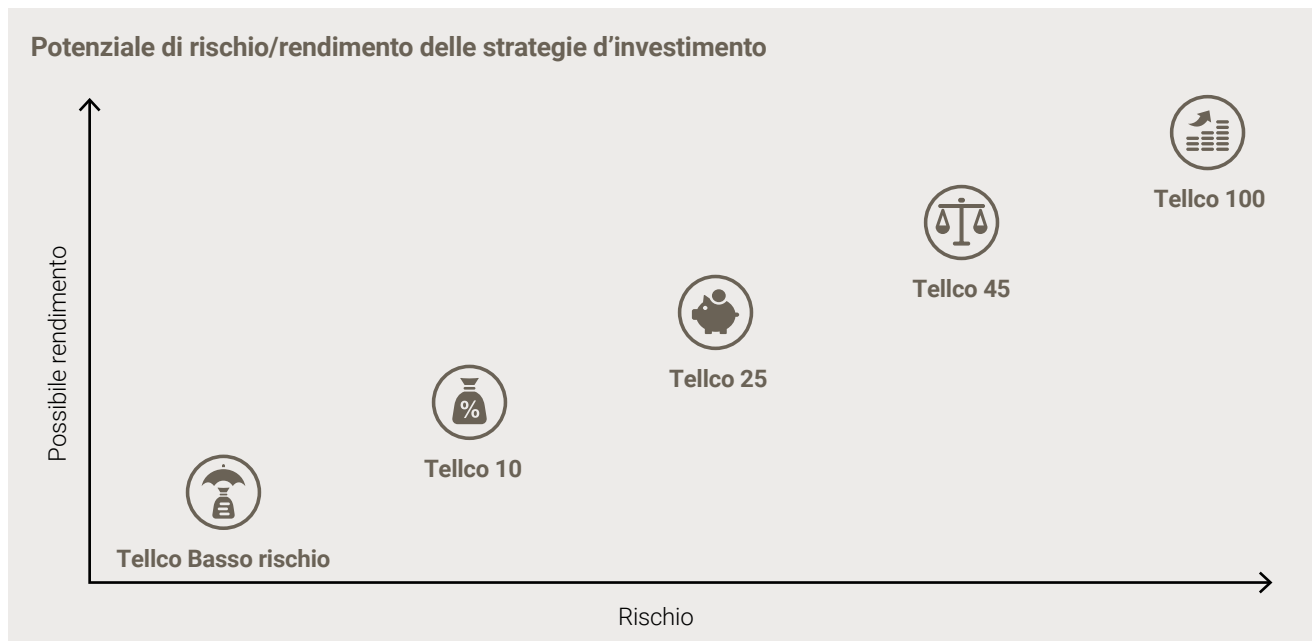 Potenziale di rischio/rendimento delle strategie d’investimento
Tellco 100
Tellco 45
Tellco 25
Possibile rendimento
%
Tellco 10
Tellco Basso rischio
Rischio